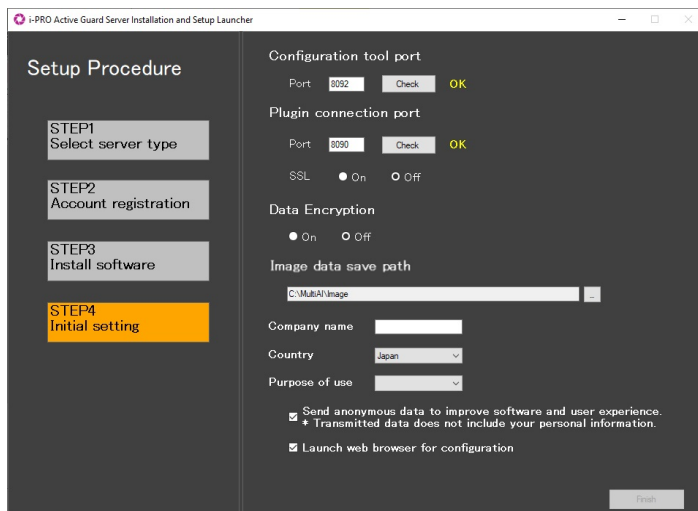 i-PRO Active Guard Server Installation and Setup Launcher
Setup Procedure
STEP1
Select server type
STEP2
Account registration
STEP3
Install software
STEP4
Initial setting
Configuration tool port
Port 8092 Check OK
Plugin connection port
Port 8090 Check OK
SSL On Off
Data Encryption
On Off
Image data save path
C:\MultiAI\Image ...
Company name
Country Japan
Purpose of use
Send anonymous data to improve software and user experience.
* Transmitted data does not include your personal information.
Launch web browser for configuration
Finish